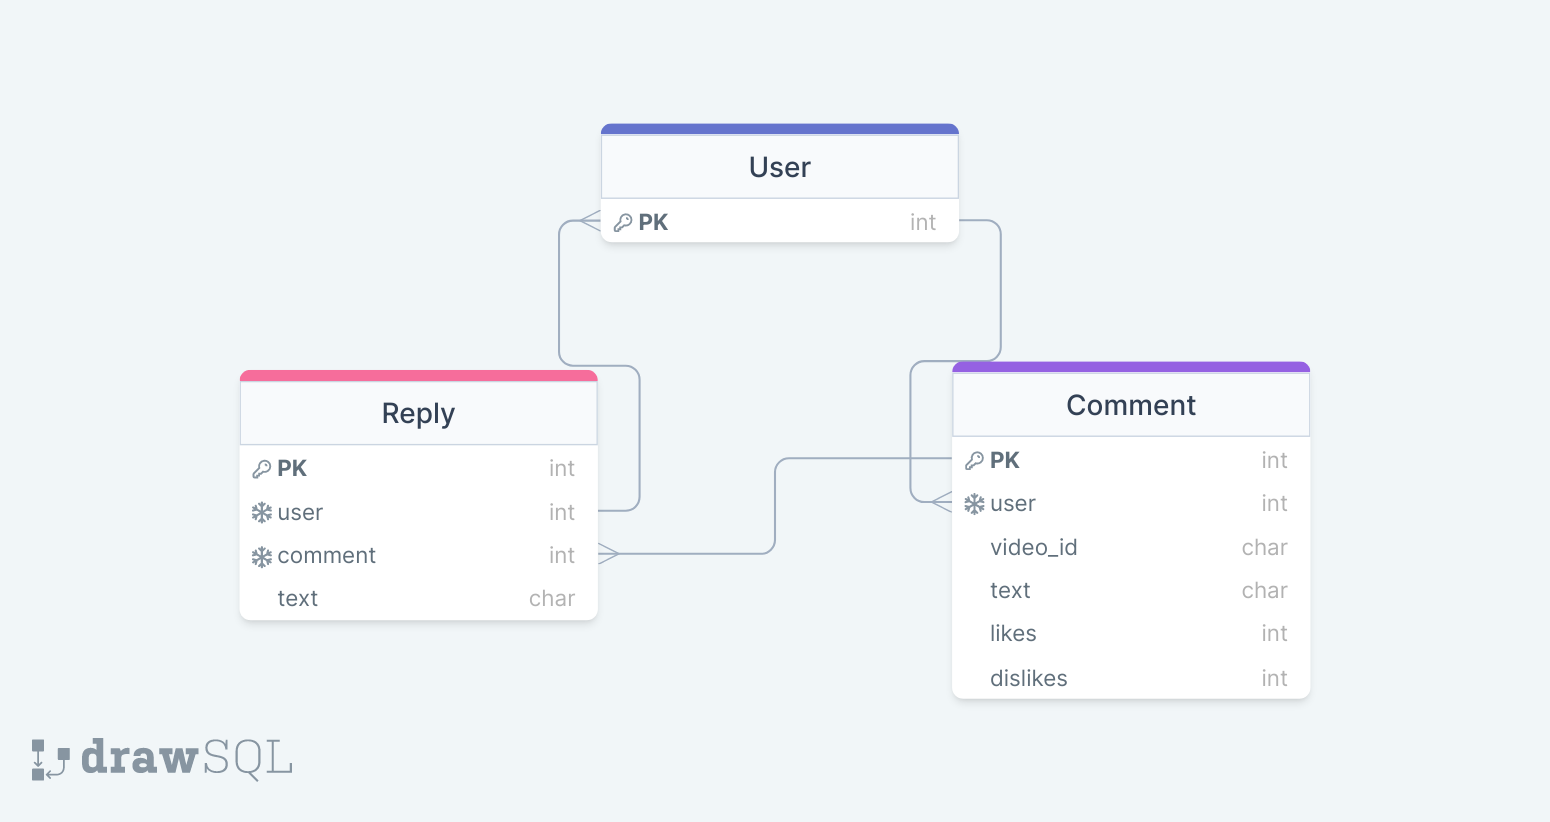 User
PK int
Reply
PK int
user int
comment int
text char
Comment
PK int
user int
video_id char
text char
likes int
dislikes int
drawSQL